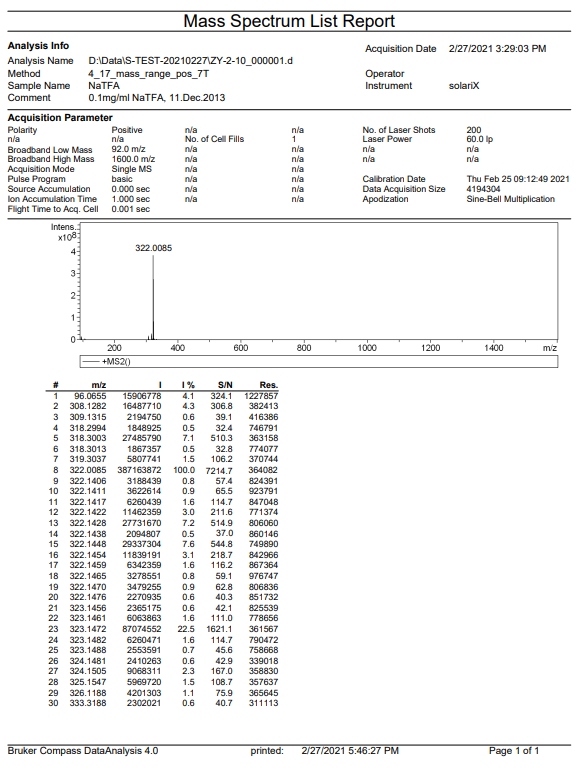 Mass Spectrum List Report
Analysis Info
Acquisition Date 2/27/2021 3:29:03 PM
Analysis Name D:\Data\S-TEST-20210227\ZY-2-10_000001.d
Method 4_17_mass_range_pos_7T Operator
Sample Name NaTFA Instrument solariX
Comment 0.1mg/ml NaTFA, 11.Dec.2013
Acquisition Parameter
Polarity Positive n/a n/a No. of Laser Shots 200
n/a n/a No. of Cell Fills 1 Laser Power 60.0 lp
Broadband Low Mass 92.0 m/z n/a n/a n/a n/a
Broadband High Mass 1600.0 m/z n/a n/a n/a n/a
Acquisition Mode Single MS n/a n/a
Pulse Program basic n/a n/a Calibration Date Thu Feb 25 09:12:49 2021
Source Accumulation 0.000 sec n/a n/a Data Acquisition Size 4194304
Ion Accumulation Time 1.000 sec n/a n/a Apodization Sine-Bell Multiplication
Flight Time to Acq. Cell 0.001 sec
Intens.
x10⁸
322.0085
4
3
2
1
0
200 400 600 800 1000 1200 1400 m/z
+MS2()
# m/z I I % S/N Res.
1 96.0655 15906778 4.1 324.1 1227857
2 308.1282 16487710 4.3 306.8 382413
3 309.1315 2194750 0.6 39.1 416386
4 318.2994 1848925 0.5 32.4 746791
5 318.3003 27485790 7.1 510.3 363158
6 318.3013 1867357 0.5 32.8 774077
7 319.3037 5807741 1.5 106.2 370744
8 322.0085 387163872 100.0 7214.7 364082
9 322.1406 3188439 0.8 57.4 824391
10 322.1411 3622614 0.9 65.5 923791
11 322.1417 6260439 1.6 114.7 847048
12 322.1422 11462359 3.0 211.6 771374
13 322.1428 27731670 7.2 514.9 806060
14 322.1438 2094807 0.5 37.0 860146
15 322.1448 29337304 7.6 544.8 749890
16 322.1454 11839191 3.1 218.7 842966
17 322.1459 6342359 1.6 116.2 867364
18 322.1465 3278551 0.8 59.1 976747
19 322.1470 3479255 0.9 62.8 806836
20 322.1476 2270935 0.6 40.3 851732
21 323.1456 2365175 0.6 42.1 825539
22 323.1461 6063863 1.6 111.0 778656
23 323.1472 87074552 22.5 1621.1 361567
24 323.1482 6260471 1.6 114.7 790472
25 323.1488 2553591 0.7 45.6 758668
26 324.1481 2410263 0.6 42.9 339018
27 324.1505 9068311 2.3 167.0 358830
28 325.1547 5969720 1.5 108.7 357637
29 326.1188 4201303 1.1 75.9 365645
30 333.3188 2302021 0.6 40.7 311113
Bruker Compass DataAnalysis 4.0 printed: 2/27/2021 5:46:27 PM Page 1 of 1